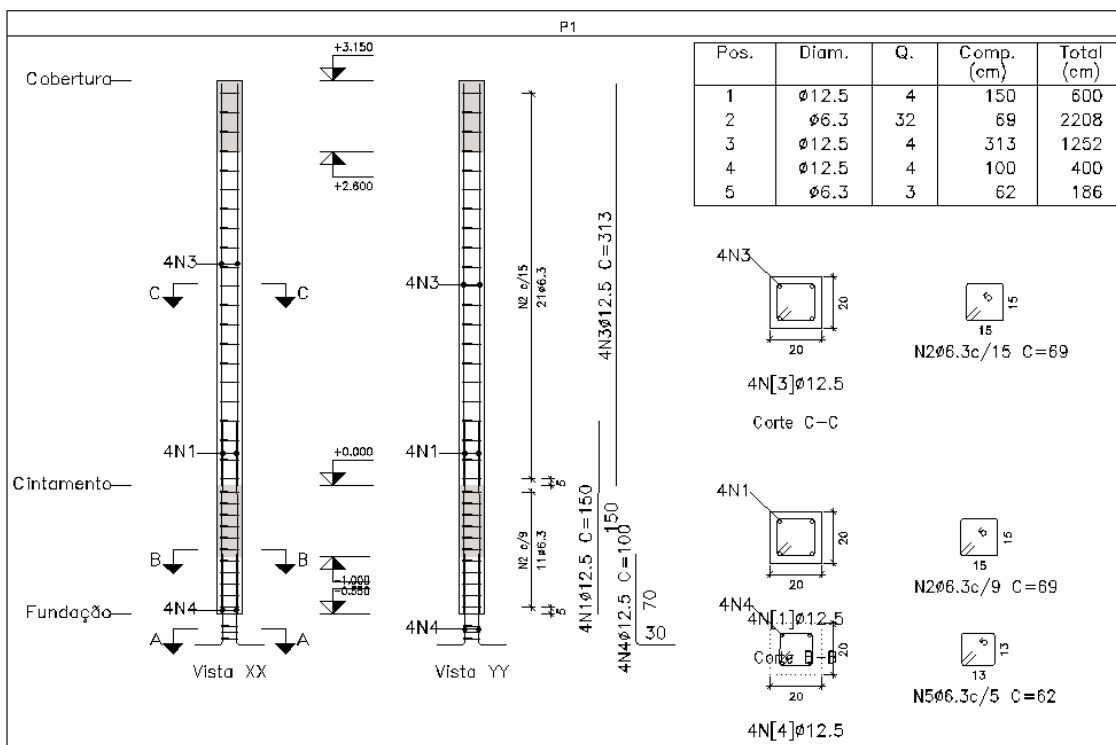 P1
Pos. Diam. Q. Comp. (cm) Total (cm)
1 ø12.5 4 150 600
2 ø6.3 32 69 2208
3 ø12.5 4 313 1252
4 ø12.5 4 100 400
5 ø6.3 3 62 186
Cobertura
+3.150
+2.600
4N3
C C
4N1
+0.000
Cintamento
B B
-1.000
-0.550
Fundação
4N4
A A
Vista XX
4N3
4N1
4N4
Vista YY
N2 c/15
21ø6.3
5
N2 c/9
11ø6.3
5
4N3ø12.5 C=313
4N1ø12.5 C=150
150
4N4ø12.5 C=100
70
30
4N3
20
20
4N[3]ø12.5
Corte C-C
5
15
15
N2ø6.3c/15 C=69
4N1
20
20
4N[1]ø12.5
Corte B-B
5
15
15
N2ø6.3c/9 C=69
4N4
20
20
4N[4]ø12.5
5
13
13
N5ø6.3c/5 C=62